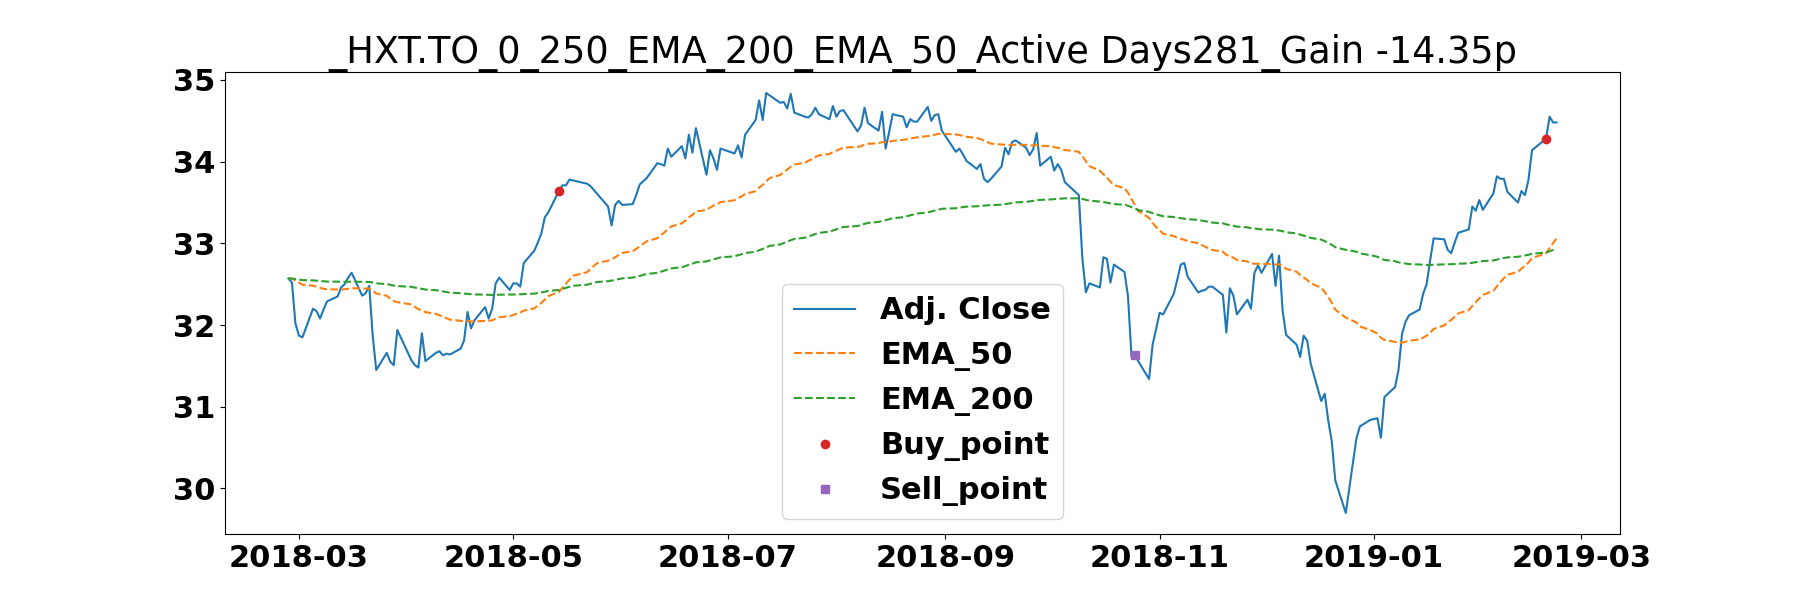 _HXT.TO_0_250_EMA_200_EMA_50_Active Days281_Gain -14.35p
35
34
33
32
31
30
Adj. Close
EMA_50
EMA_200
Buy_point
Sell_point
2018-03 2018-05 2018-07 2018-09 2018-11 2019-01 2019-03